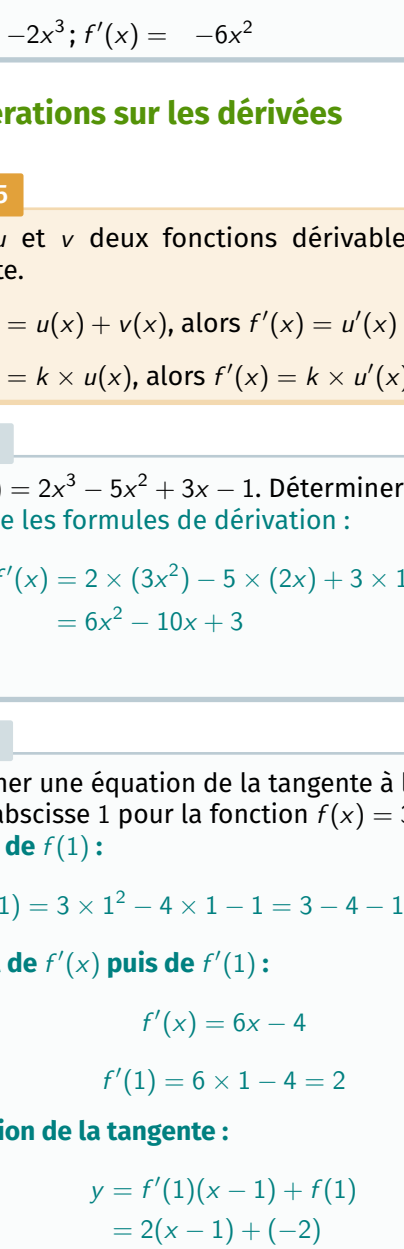 −2x³ ; f′(x) = −6x²
érations sur les dérivées
5
u et v deux fonctions dérivable
te.
= u(x) + v(x), alors f′(x) = u′(x)
= k × u(x), alors f′(x) = k × u′(x)
) = 2x³ − 5x² + 3x − 1. Déterminer
e les formules de dérivation :
f′(x) = 2 × (3x²) − 5 × (2x) + 3 × 1
= 6x² − 10x + 3
ner une équation de la tangente à l
abscisse 1 pour la fonction f(x) = 3
de f(1) :
1) = 3 × 1² − 4 × 1 − 1 = 3 − 4 − 1
de f′(x) puis de f′(1) :
f′(x) = 6x − 4
f′(1) = 6 × 1 − 4 = 2
ion de la tangente :
y = f′(1)(x − 1) + f(1)
= 2(x − 1) + (−2)